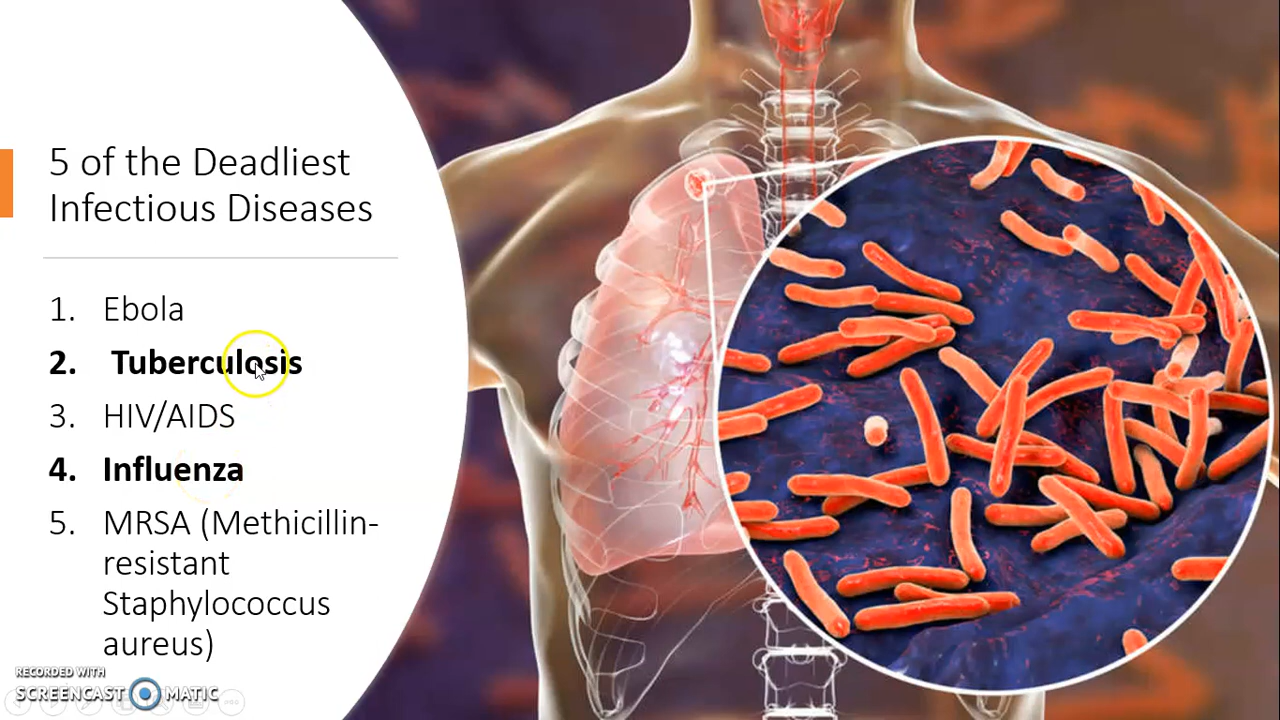 5 of the Deadliest
Infectious Diseases
1. Ebola
2. Tuberculosis
3. HIV/AIDS
4. Influenza
5. MRSA (Methicillin-
resistant
Staphylococcus
aureus)
RECORDED WITH
SCREENCAST MATIC